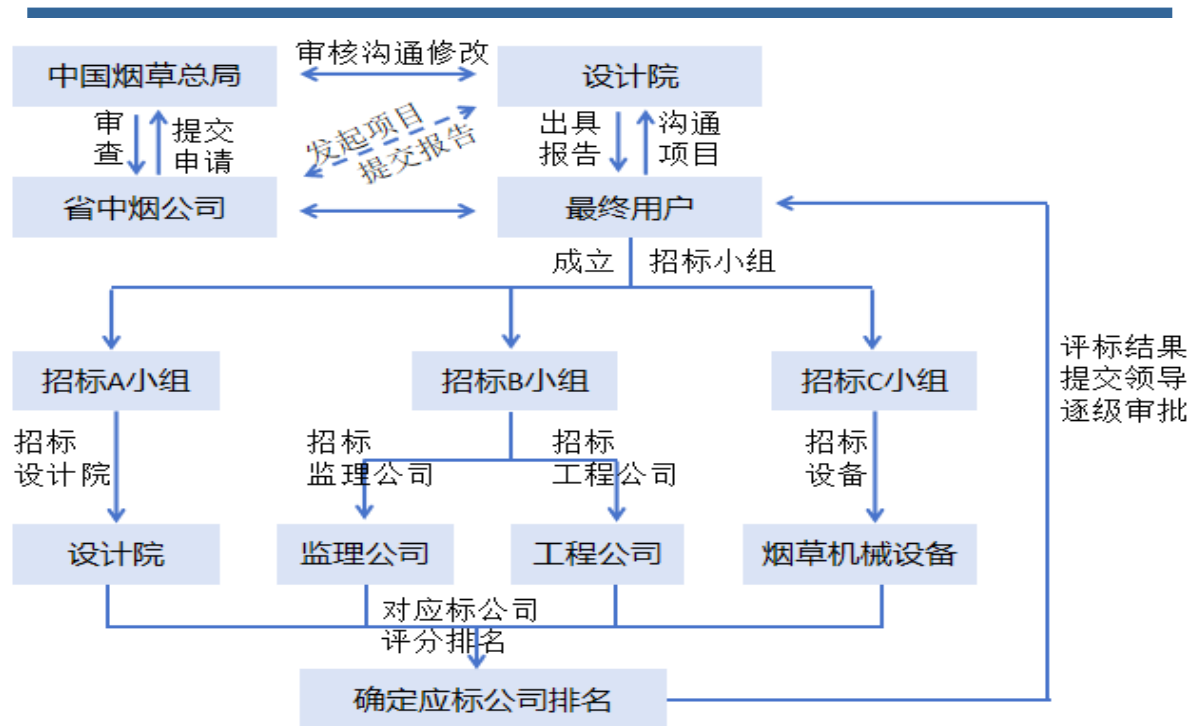 审核沟通修改
中国烟草总局
设计院
审
查
提交
申请
发起项目
提交报告
出具
报告
沟通
项目
省中烟公司
最终用户
成立
招标小组
招标A小组
招标B小组
招标C小组
评标结果
提交领导
逐级审批
招标
设计院
招标
监理公司
招标
工程公司
招标
设备
设计院
监理公司
工程公司
烟草机械设备
对应标公司
评分排名
确定应标公司排名